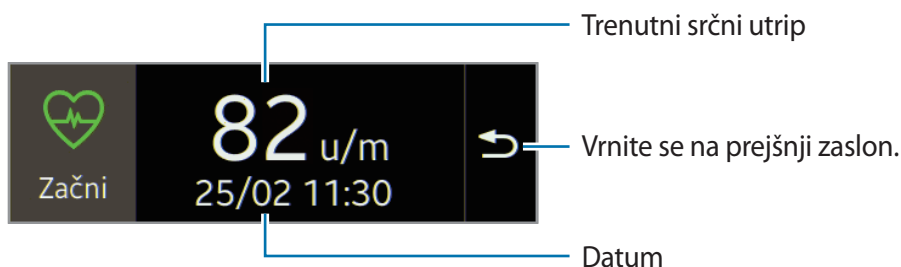 Trenutni srčni utrip
82 u/m
Začni
25/02 11:30
Vrnite se na prejšnji zaslon.
Datum